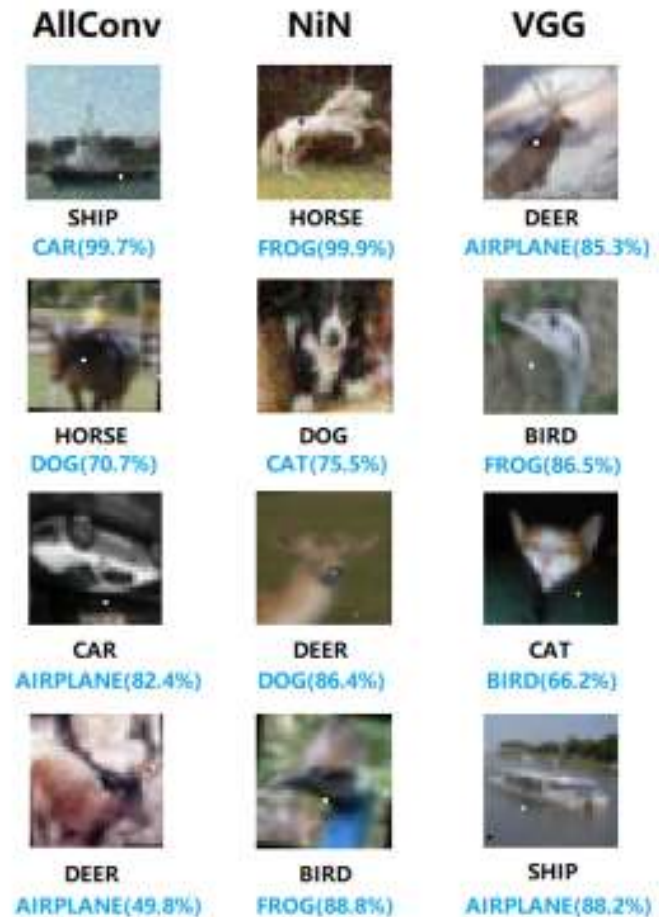 AllConv NiN VGG
SHIP HORSE DEER
CAR(99.7%) FROG(99.9%) AIRPLANE(85.3%)
HORSE DOG BIRD
DOG(70.7%) CAT(75.5%) FROG(86.5%)
CAR DEER CAT
AIRPLANE(82.4%) DOG(86.4%) BIRD(66.2%)
DEER BIRD SHIP
AIRPLANE(49.8%) FROG(88.8%) AIRPLANE(88.2%)